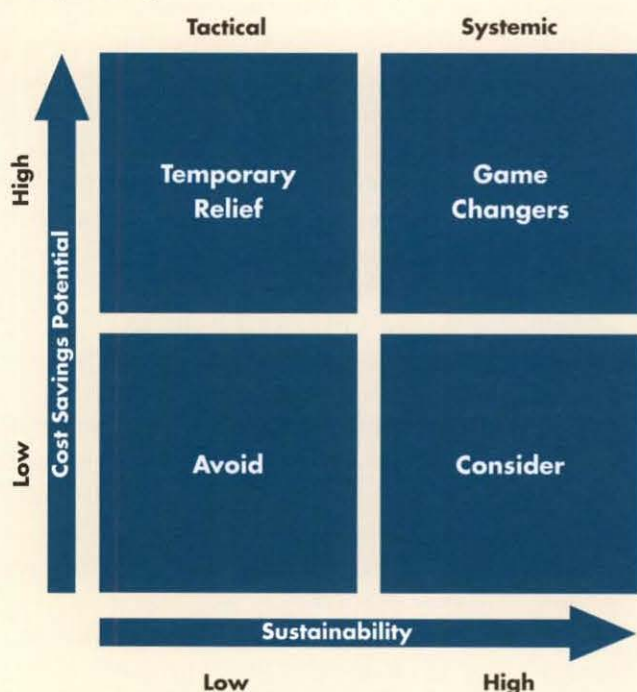 Tactical
Systemic
High
Temporary
Relief
Game
Changers
Cost Savings Potential
Low
Avoid
Consider
Sustainability
Low
High